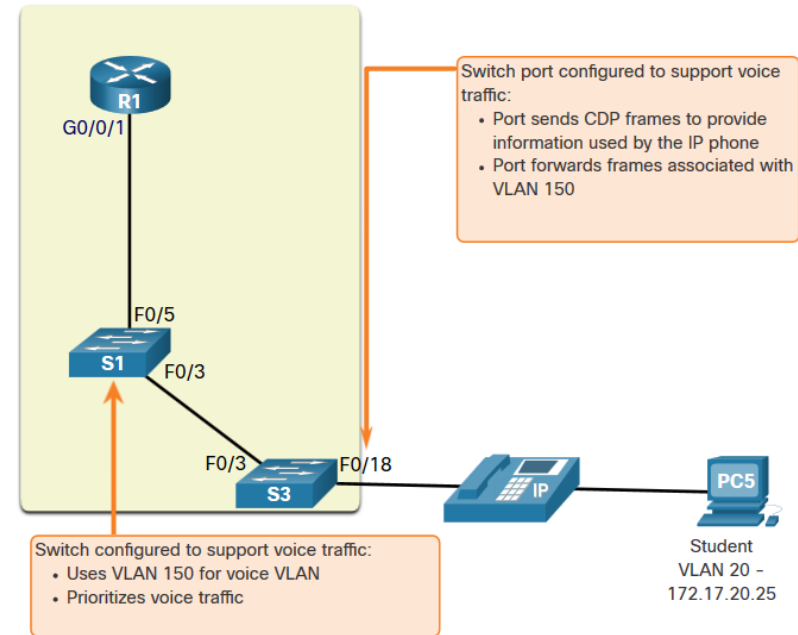 R1
G0/0/1
Switch port configured to support voice
traffic:
• Port sends CDP frames to provide
information used by the IP phone
• Port forwards frames associated with
VLAN 150
F0/5
S1
F0/3
F0/3
F0/18
S3
IP
PC5
Student
VLAN 20 -
172.17.20.25
Switch configured to support voice traffic:
• Uses VLAN 150 for voice VLAN
• Prioritizes voice traffic